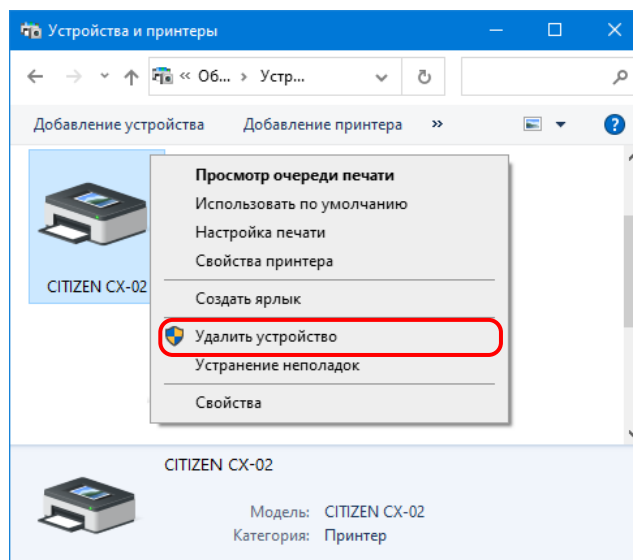 Устройства и принтеры
« Об... › Устр...
Добавление устройства Добавление принтера »
?
Просмотр очереди печати
Использовать по умолчанию
Настройка печати
Свойства принтера
CITIZEN CX-02
Создать ярлык
Удалить устройство
Устранение неполадок
Свойства
CITIZEN CX-02
Модель: CITIZEN CX-02
Категория: Принтер